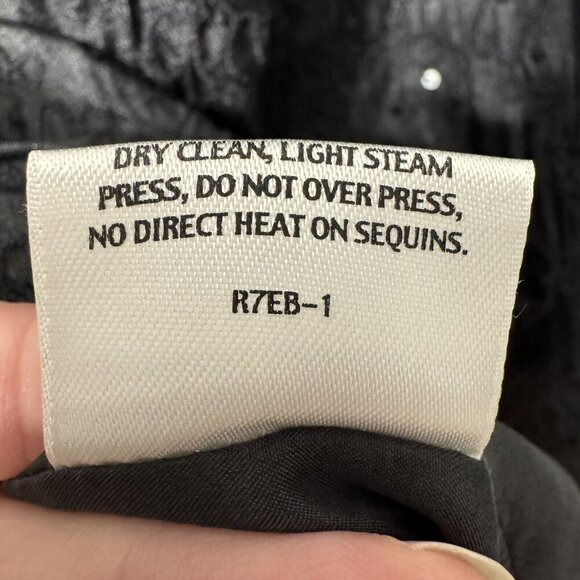 DRY CLEAN, LIGHT STEAM
PRESS, DO NOT OVER PRESS,
NO DIRECT HEAT ON SEQUINS.
R7EB-1